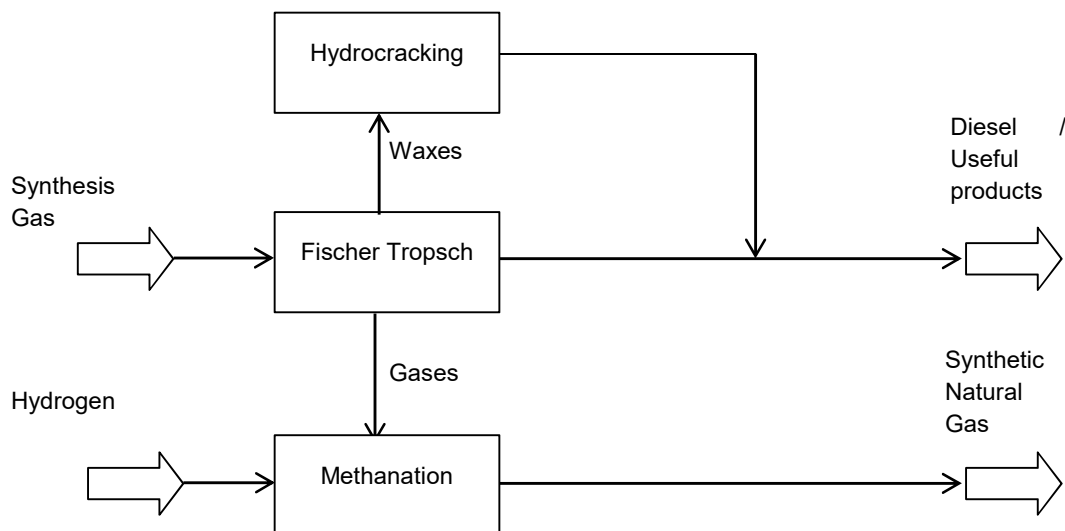 Hydrocracking
Diesel /
Useful
products
Waxes
Synthesis
Gas
Fischer Tropsch
Gases
Synthetic
Natural
Gas
Hydrogen
Methanation